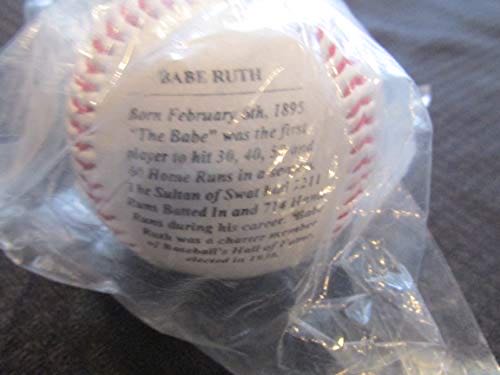 BABE RUTH
Born February 6th, 1895
"The Babe" was the first
player to hit 30, 40, 50 and
60 Home Runs in a season.
The Sultan of Swat had 2211
Runs Batted In and 714 Home
Runs during his career. "Babe"
Ruth was a charter member
of Baseball's Hall of Fame,
elected in 1936.